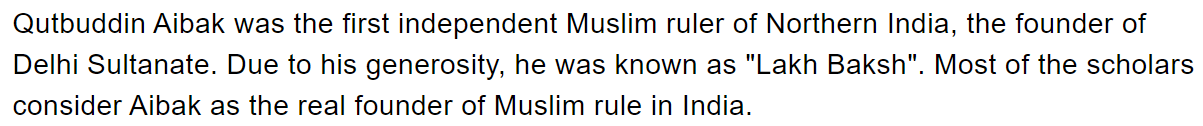 Qutbuddin Aibak was the first independent Muslim ruler of Northern India, the founder of
Delhi Sultanate. Due to his generosity, he was known as "Lakh Baksh". Most of the scholars
consider Aibak as the real founder of Muslim rule in India.